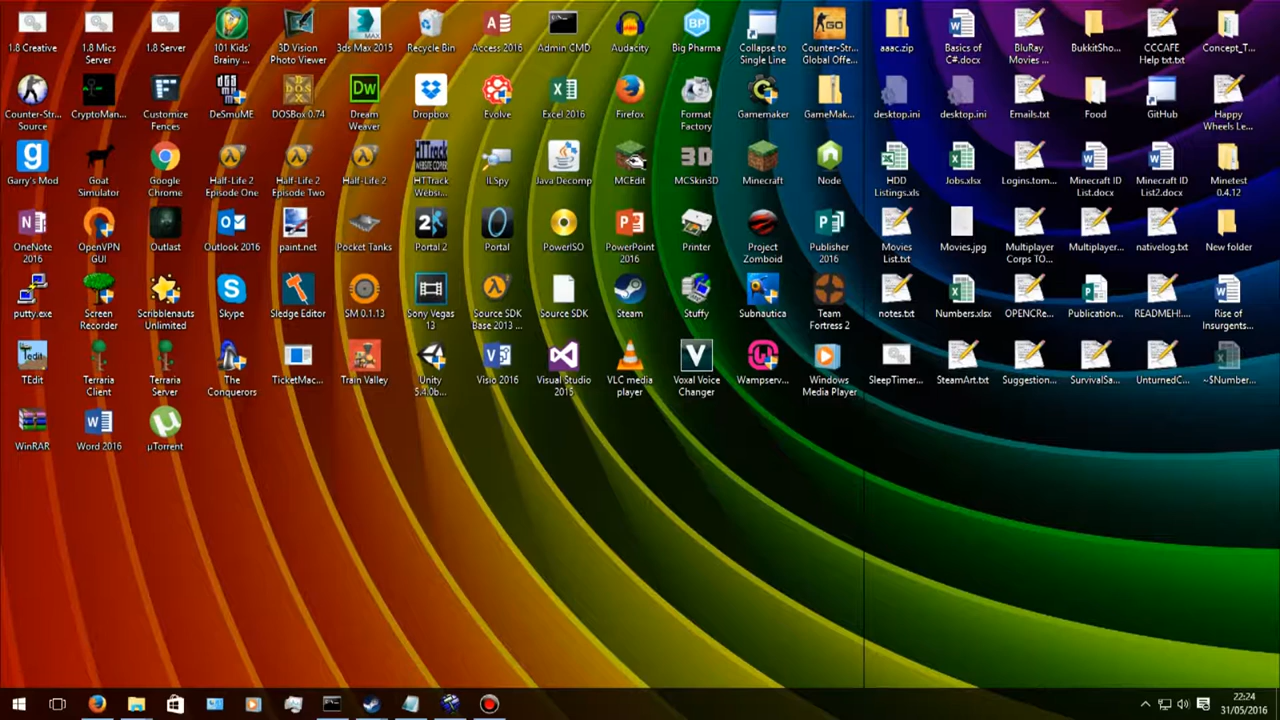 1.8 Creative
1.8 Mics
Server
1.8 Server
101 Kids'
Brainy ...
3D Vision
Photo Viewer
3ds Max 2015
Recycle Bin
Access 2016
Admin CMD
Audacity
Big Pharma
Collapse to
Single Line
Counter-Str...
Global Offe...
aaac.zip
Basics of
C#.docx
BluRay
Movies ...
BukkitSho...
CCCAFE
Help txt.txt
Concept_T...
Counter-Str...
Source
CryptoMan...
Customize
Fences
DeSmuME
DOSBox 0.74
Dream
Weaver
Dropbox
Evolve
Excel 2016
Firefox
Format
Factory
Gamemaker
GameMak...
desktop.ini
desktop.ini
Emails.txt
Food
GitHub
Happy
Wheels Le...
Garry's Mod
Goat
Simulator
Google
Chrome
Half-Life 2
Episode One
Half-Life 2
Episode Two
Half-Life 2
HTTrack
Websi...
ILSpy
Java Decomp
MCEdit
MCSkin3D
Minecraft
Node
HDD
Listings.xls
Jobs.xlsx
Logins.tom...
Minecraft ID
List.docx
Minecraft ID
List2.docx
Minetest
0.4.12
OneNote
2016
OpenVPN
GUI
Outlast
Outlook 2016
paint.net
Pocket Tanks
Portal 2
Portal
PowerISO
PowerPoint
2016
Printer
Project
Zomboid
Publisher
2016
Movies
List.txt
Movies.jpg
Multiplayer
Corps TO...
Multiplayer...
nativelog.txt
New folder
putty.exe
Screen
Recorder
Scribblenauts
Unlimited
Skype
Sledge Editor
SM 0.1.13
Sony Vegas
13
Source SDK
Base 2013 ...
Source SDK
Steam
Stuffy
Subnautica
Team
Fortress 2
notes.txt
Numbers.xlsx
OPENCRe...
Publication...
README!...
Rise of
Insurgents...
TEdit
Terraria
Client
Terraria
Server
The
Conquerors
TicketMac...
Train Valley
Unity
5.4.0b...
Visio 2016
Visual Studio
2015
VLC media
player
Voxal Voice
Changer
Wampserv...
Windows
Media Player
SleepTimer...
SteamArt.txt
Suggestion...
SurvivalSa...
UnturnedC...
~$Number...
WinRAR
Word 2016
µTorrent
22:24
31/05/2016